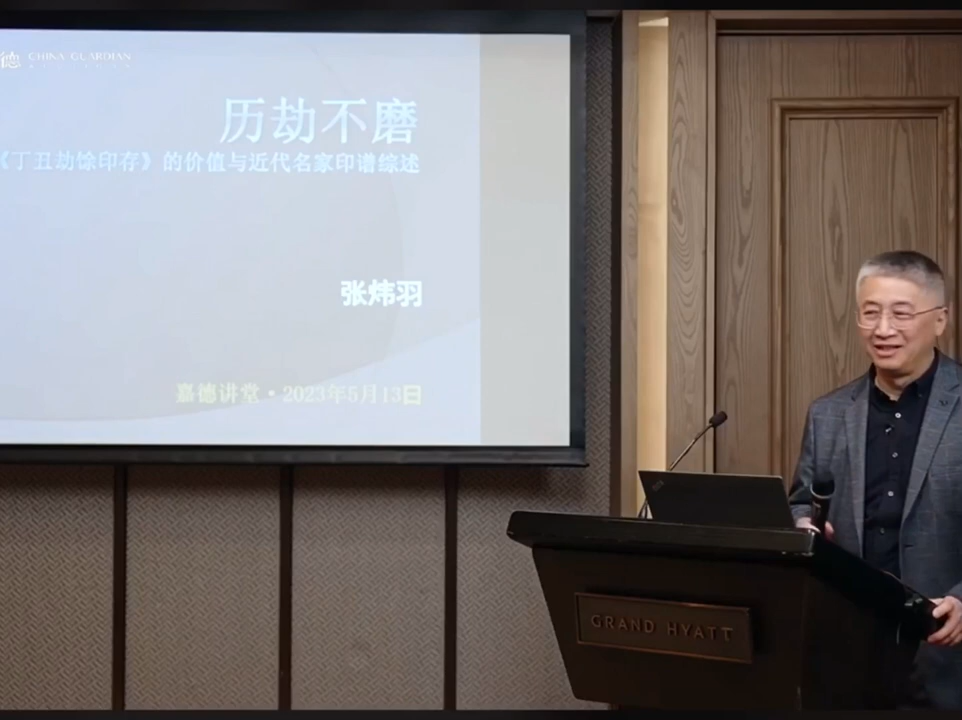 德 CHINA GUARDIAN
历劫不磨
《丁丑劫馀印存》的价值与近代名家印谱综述
张炜羽
嘉德讲堂·2023年5月13日
GRAND HYATT